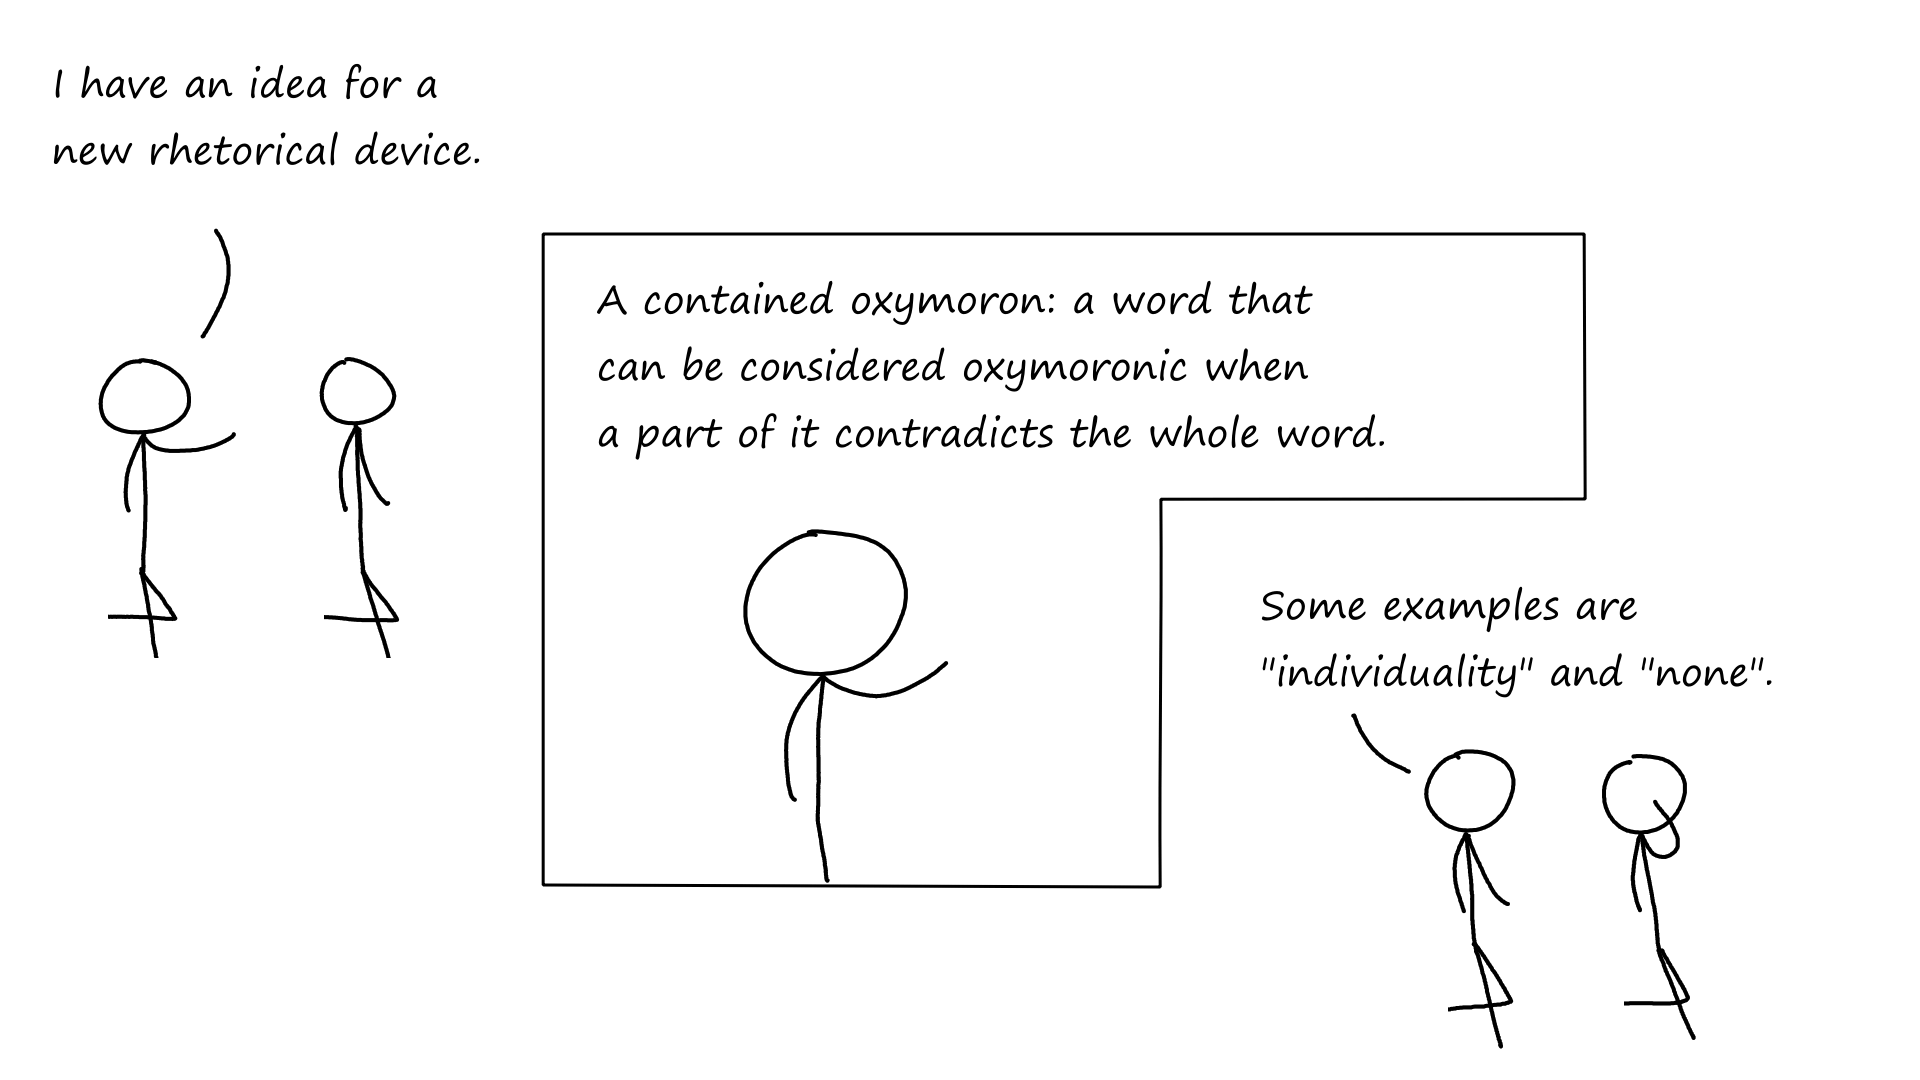 I have an idea for a
new rhetorical device.
A contained oxymoron: a word that
can be considered oxymoronic when
a part of it contradicts the whole word.
Some examples are
"individuality" and "none".